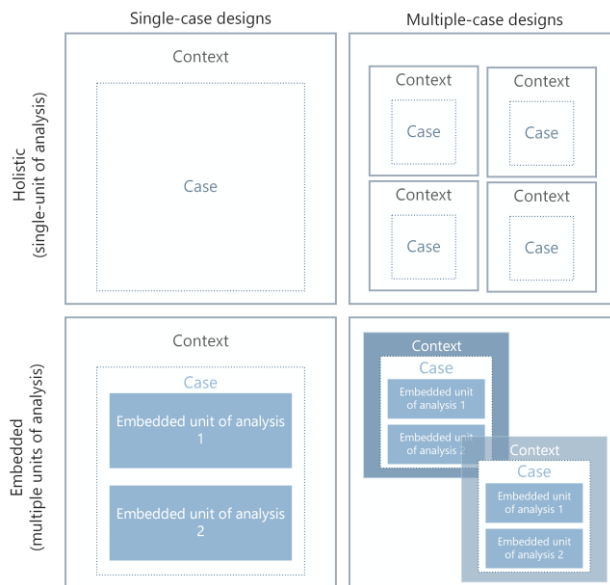 Single-case designs
Multiple-case designs
Holistic
(single-unit of analysis)
Context
Case
Context
Case
Context
Case
Context
Case
Context
Case
Embedded
(multiple units of analysis)
Context
Case
Embedded unit of analysis
1
Embedded unit of analysis
2
Context
Case
Embedded unit
of analysis 1
Embedded unit
of analysis 2
Context
Case
Embedded unit
of analysis 1
Embedded unit
of analysis 2